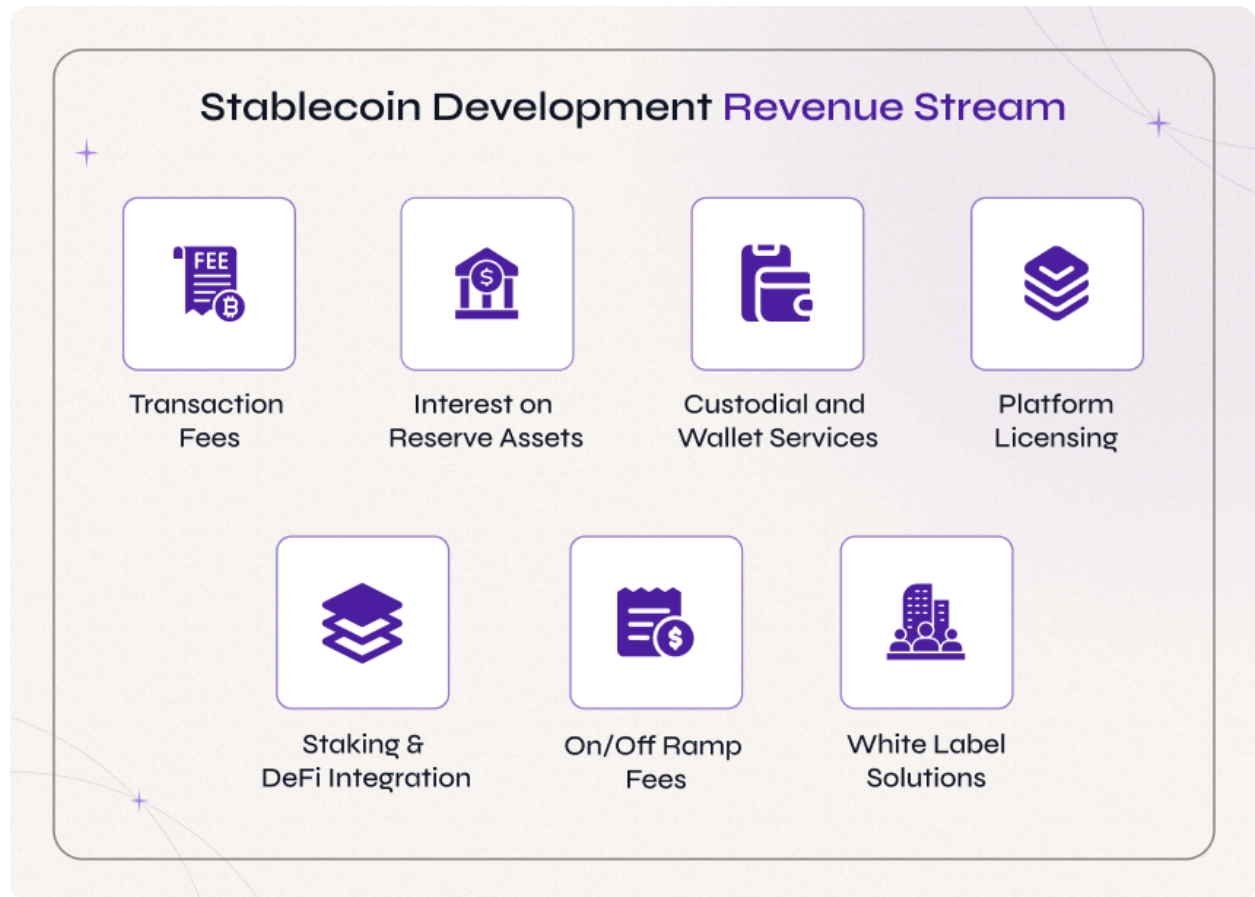 Stablecoin Development Revenue Stream
FEE
Transaction
Fees
Interest on
Reserve Assets
Custodial and
Wallet Services
Platform
Licensing
Staking &
DeFi Integration
On/Off Ramp
Fees
White Label
Solutions